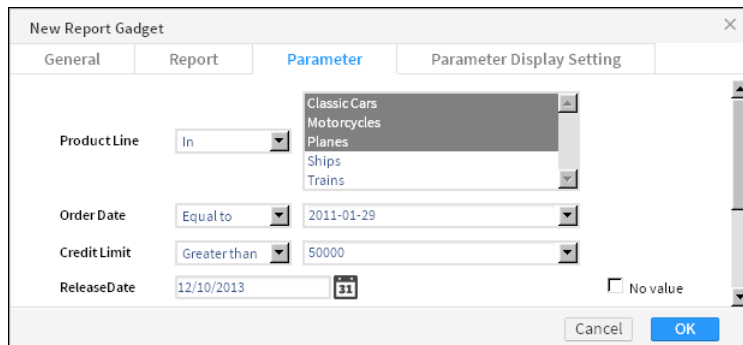 New Report Gadget
General Report Parameter Parameter Display Setting
Classic Cars
Motorcycles
Product Line In Planes
Ships
Trains
Order Date Equal to 2011-01-29
Credit Limit Greater than 50000
ReleaseDate 12/10/2013 31 No value
Cancel OK